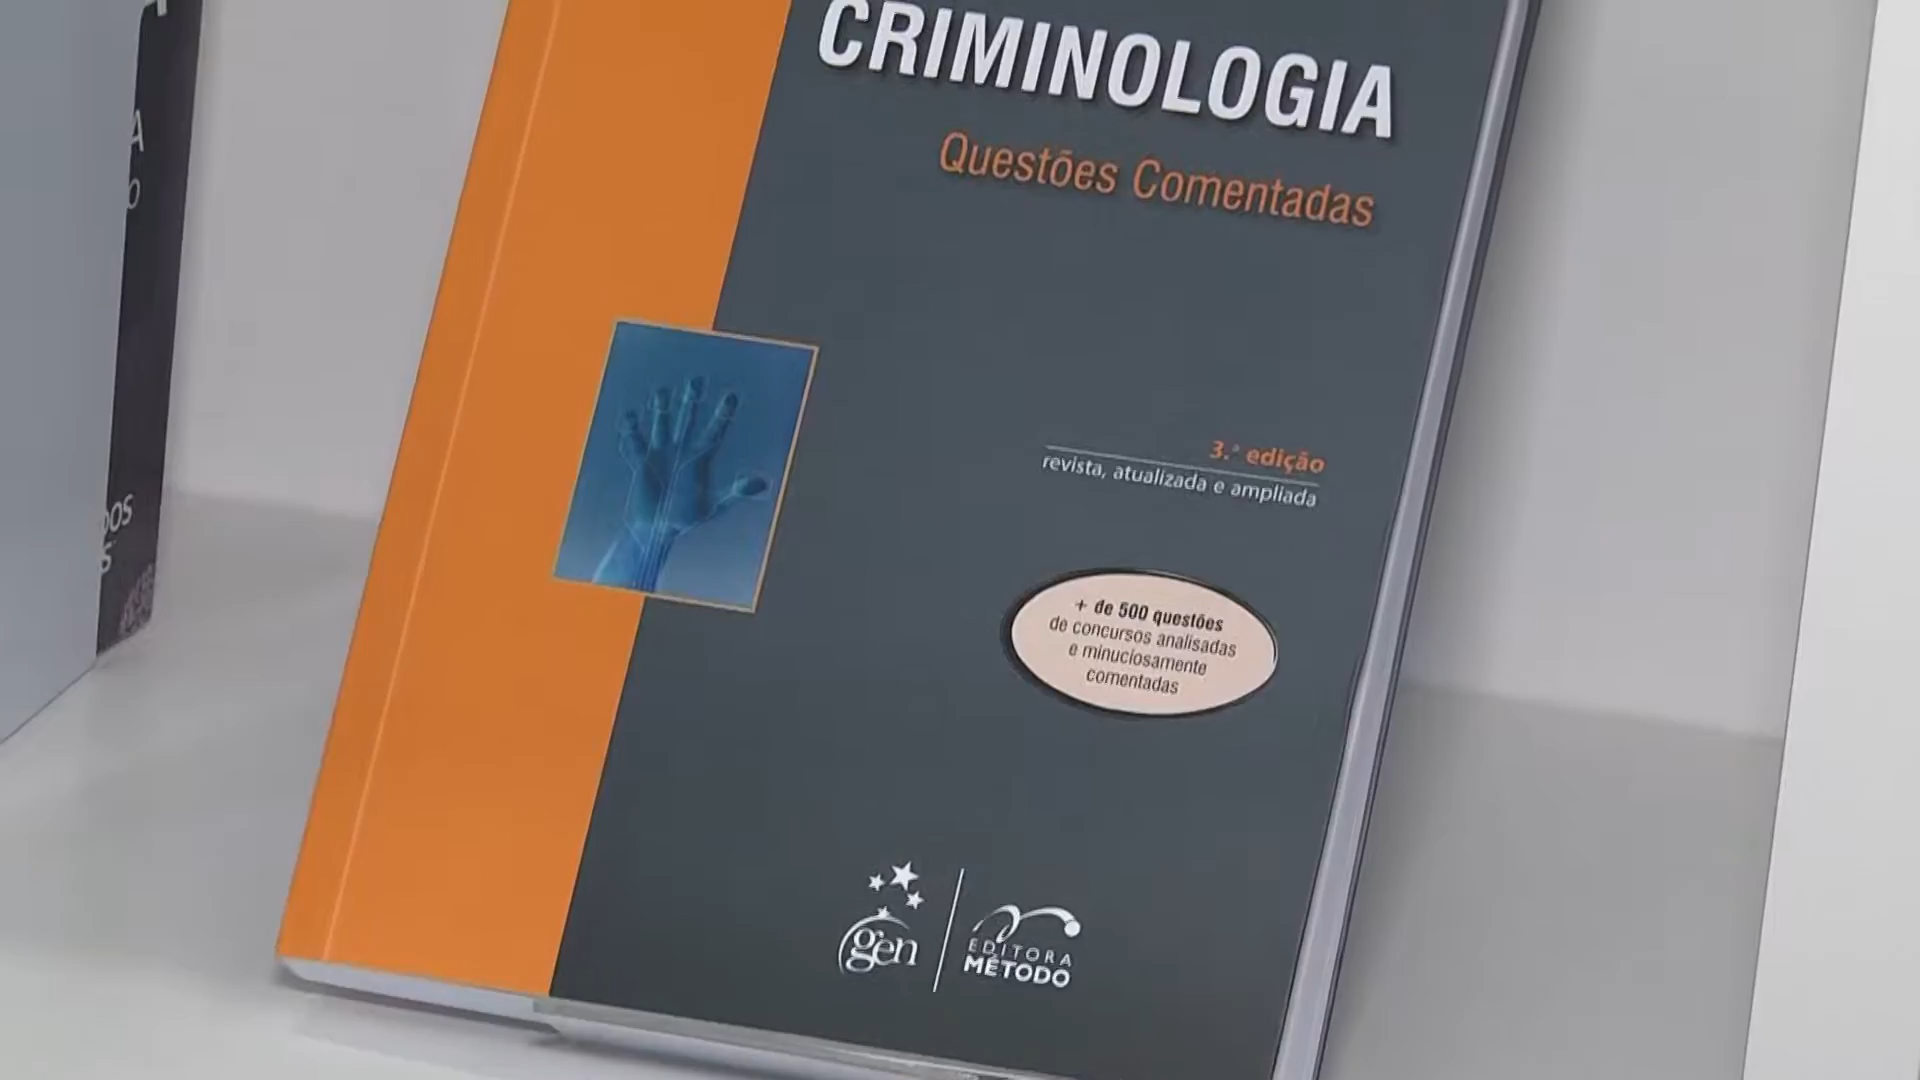 CRIMINOLOGIA
Questões Comentadas
3.ª edição
revista, atualizada e ampliada
+ de 500 questões
de concursos analisadas
e minuciosamente
comentadas
gen
EDITORA
MÉTODO